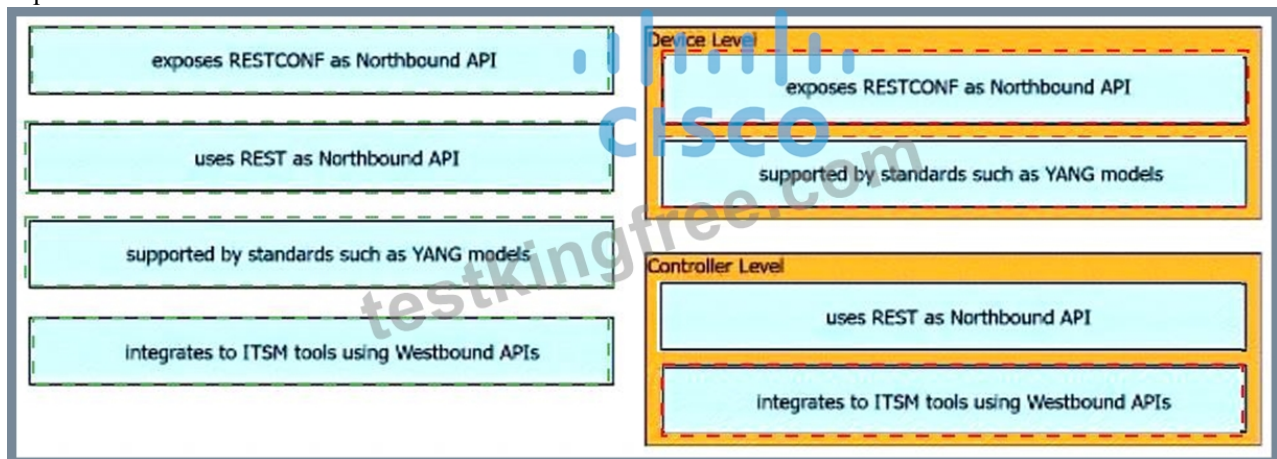 exposes RESTCONF as Northbound API
uses REST as Northbound API
supported by standards such as YANG models
integrates to ITSM tools using Westbound APIs
Device Level
exposes RESTCONF as Northbound API
supported by standards such as YANG models
Controller Level
uses REST as Northbound API
integrates to ITSM tools using Westbound APIs
CISCO
testkingfree.com